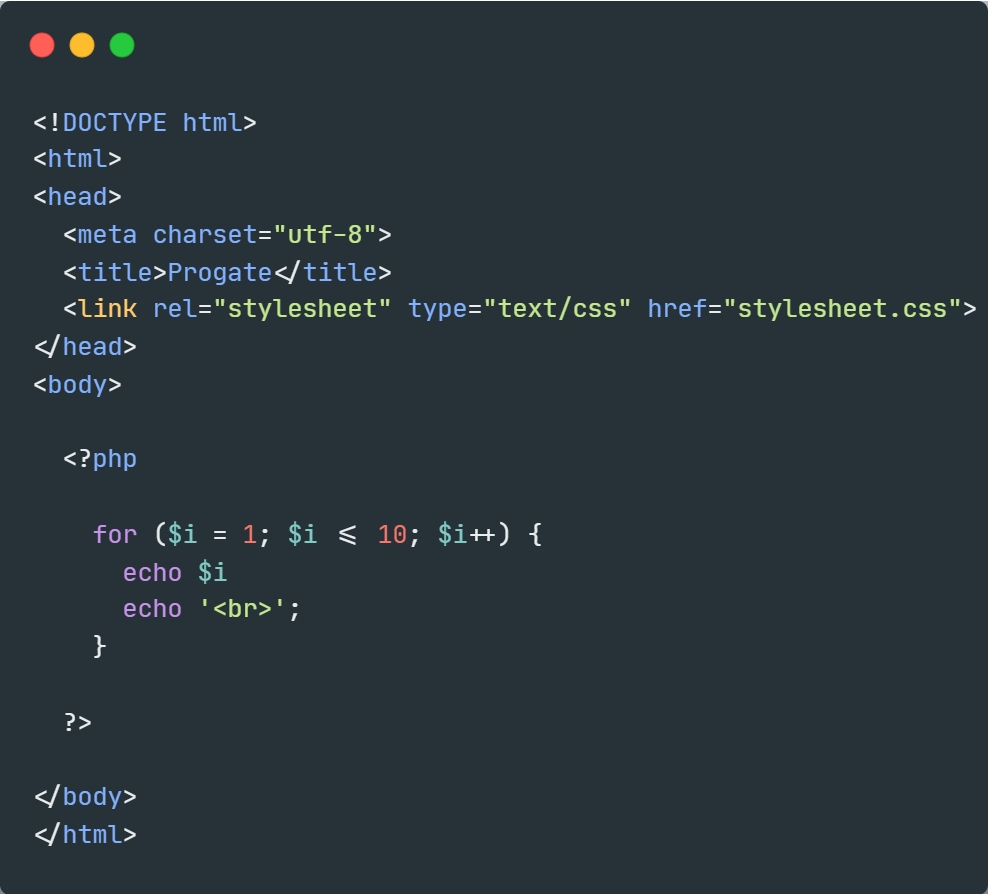 <!DOCTYPE html>
<html>
<head>
  <meta charset="utf-8">
  <title>Progate</title>
  <link rel="stylesheet" type="text/css" href="stylesheet.css">
</head>
<body>

  <?php

    for ($i = 1; $i <= 10; $i++) {
      echo $i
      echo '<br>';
    }

  ?>

</body>
</html>